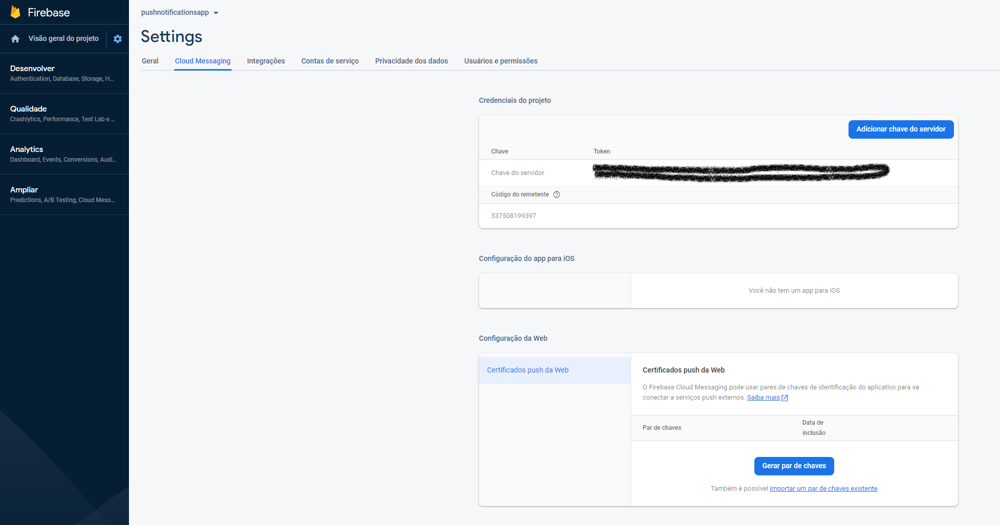 Firebase
pushnotificationsapp
Visão geral do projeto
Settings
Geral
Cloud Messaging
Integrações
Contas de serviço
Privacidade dos dados
Usuários e permissões
Desenvolver
Authentication, Database, Storage, H...
Qualidade
Crashlytics, Performance, Test Lab e ...
Analytics
Dashboard, Events, Conversions, Audi...
Ampliar
Predictions, A/B Testing, Cloud Mess...
Credenciais do projeto
Adicionar chave do servidor
Chave
Token
Chave do servidor
Código do remetente
537508199397
Configuração do app para iOS
Você não tem um app para iOS
Configuração da Web
Certificados push da Web
Certificados push da Web
O Firebase Cloud Messaging pode usar pares de chaves de identificação do aplicativo para se
conectar a serviços push externos. Saiba mais
Par de chaves
Data de
inclusão
Gerar par de chaves
Também é possível importar um par de chaves existente